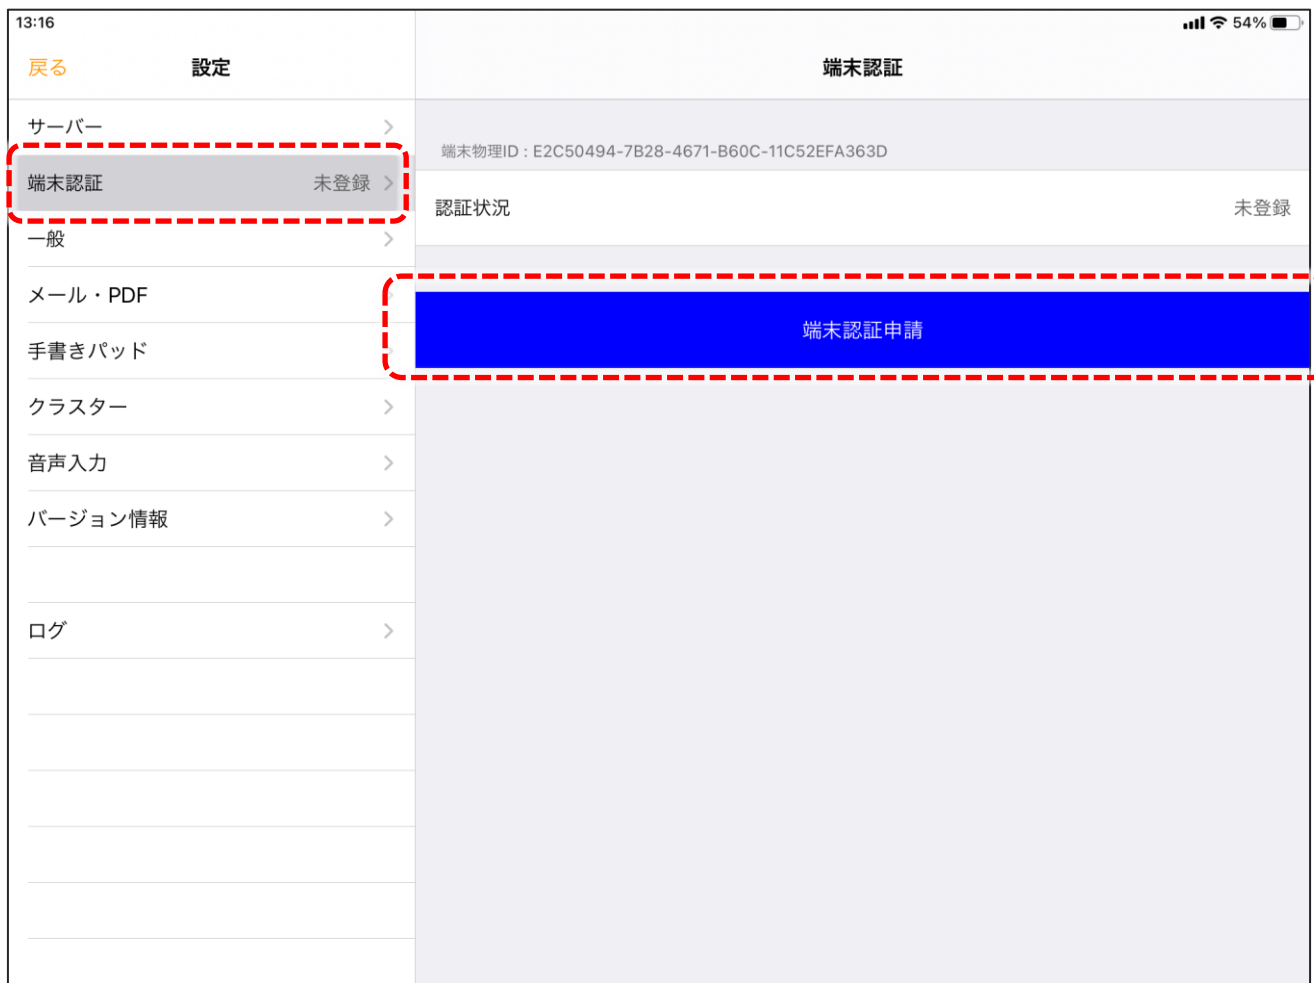 13:16
54%
戻る
設定
サーバー
端末認証 未登録
一般
メール・PDF
手書きパッド
クラスター
音声入力
バージョン情報
ログ
端末認証
端末物理ID : E2C50494-7B28-4671-B60C-11C52EFA363D
認証状況 未登録
端末認証申請